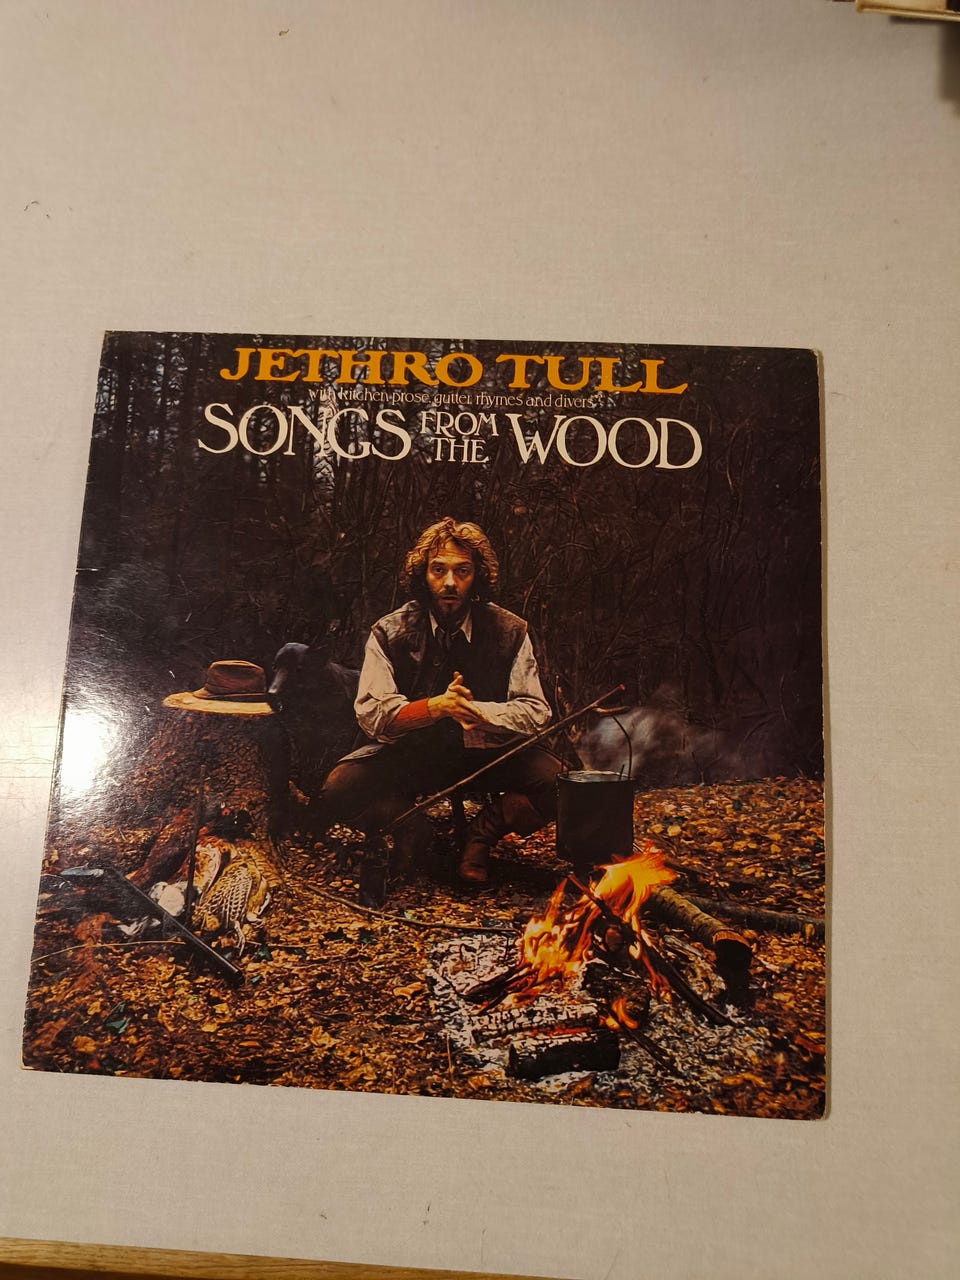 JETHRO TULL
with kitchen prose, gutter rhymes and divers
SONGS FROM THE WOOD